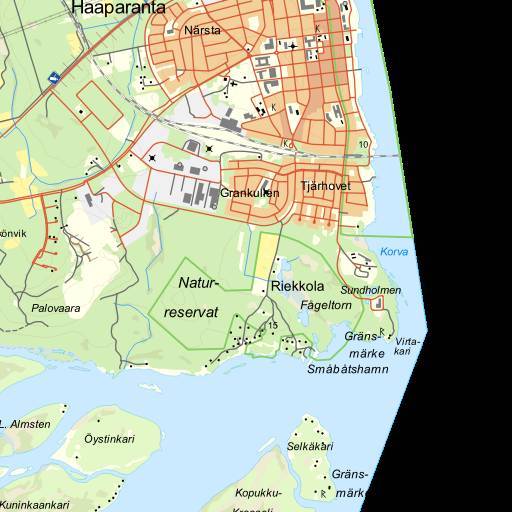 Haaparanta
Närsta
K
K
Kc
10
Grankullen
Tjärhovet
önvik
Korva
Natur-
reservat
Riekkola
Sundholmen
Fågeltorn
Palovaara
15
Gräns-
märke
R
Virta-
kari
Småbåtshamn
L. Almsten
Öystinkari
Selkäkari
Gräns-
märke
Kopukku-
R
Kuninkaankari